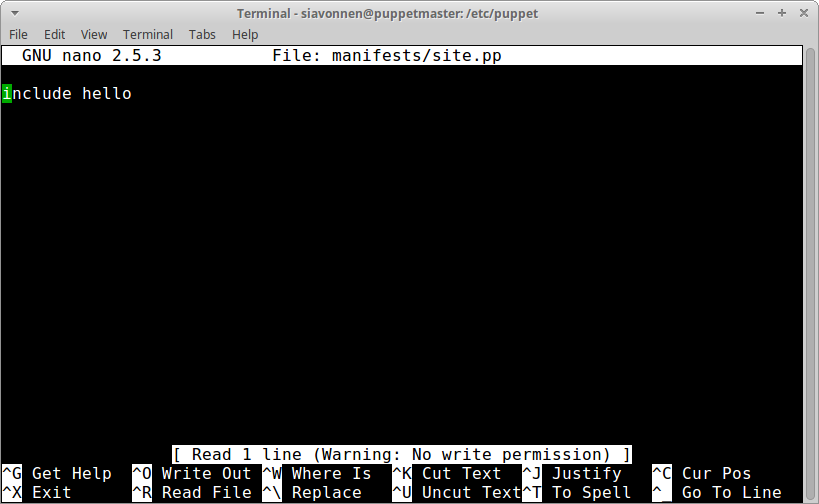 Terminal - siavonnen@puppetmaster: /etc/puppet
File Edit View Terminal Tabs Help
GNU nano 2.5.3 File: manifests/site.pp
include hello
[ Read 1 line (Warning: No write permission) ]
^G Get Help ^O Write Out ^W Where Is ^K Cut Text ^J Justify ^C Cur Pos
^X Exit ^R Read File ^\ Replace ^U Uncut Text ^T To Spell ^_ Go To Line